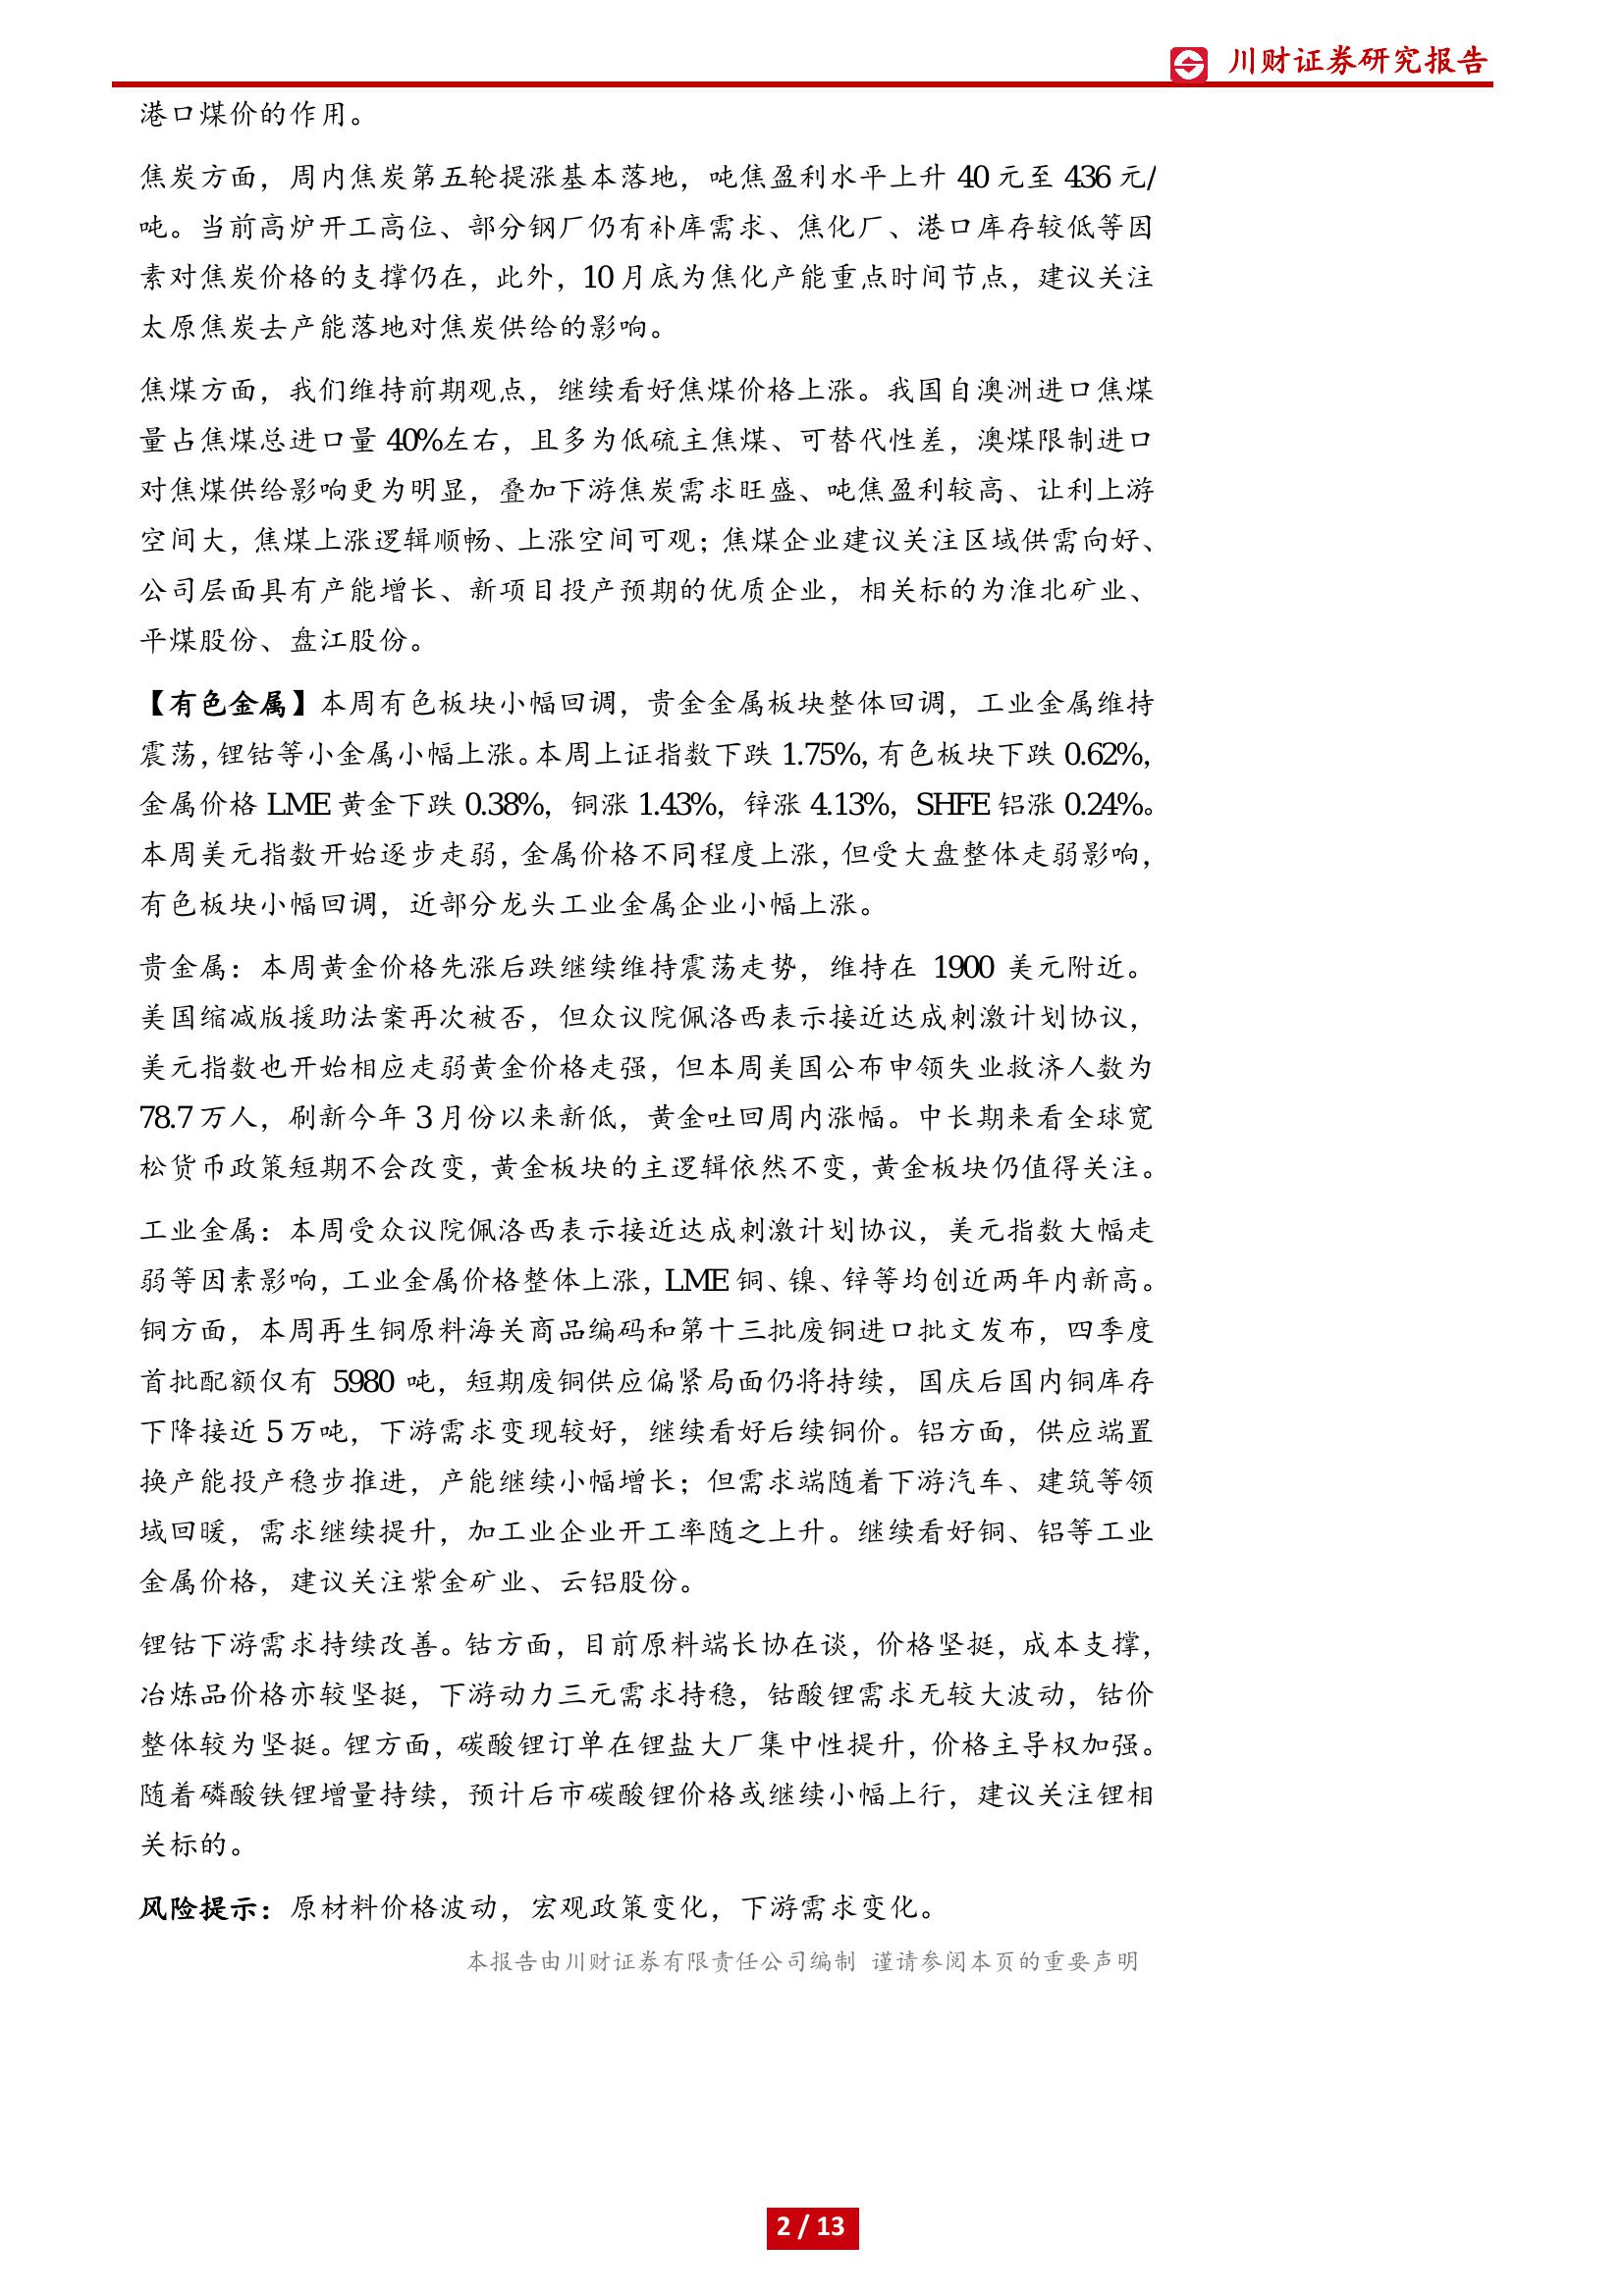 川财证券研究报告
港口煤价的作用。
焦炭方面，周内焦炭第五轮提涨基本落地，吨焦盈利水平上升 40 元至 436 元/
吨。当前高炉开工高位、部分钢厂仍有补库需求、焦化厂、港口库存较低等因
素对焦炭价格的支撑仍在，此外，10 月底为焦化产能重点时间节点，建议关注
太原焦炭去产能落地对焦炭供给的影响。
焦煤方面，我们维持前期观点，继续看好焦煤价格上涨。我国自澳洲进口焦煤
量占焦煤总进口量 40%左右，且多为低硫主焦煤、可替代性差，澳煤限制进口
对焦煤供给影响更为明显，叠加下游焦炭需求旺盛、吨焦盈利较高、让利上游
空间大，焦煤上涨逻辑顺畅、上涨空间可观；焦煤企业建议关注区域供需向好、
公司层面具有产能增长、新项目投产预期的优质企业，相关标的为淮北矿业、
平煤股份、盘江股份。
【有色金属】本周有色板块小幅回调，贵金金属板块整体回调，工业金属维持
震荡，锂钴等小金属小幅上涨。本周上证指数下跌 1.75%，有色板块下跌 0.62%，
金属价格 LME 黄金下跌 0.38%，铜涨 1.43%，锌涨 4.13%，SHFE 铝涨 0.24%。
本周美元指数开始逐步走弱，金属价格不同程度上涨，但受大盘整体走弱影响，
有色板块小幅回调，近部分龙头工业金属企业小幅上涨。
贵金属：本周黄金价格先涨后跌继续维持震荡走势，维持在 1900 美元附近。
美国缩减版援助法案再次被否，但众议院佩洛西表示接近达成刺激计划协议，
美元指数也开始相应走弱黄金价格走强，但本周美国公布申领失业救济人数为
78.7 万人，刷新今年 3 月份以来新低，黄金吐回周内涨幅。中长期来看全球宽
松货币政策短期不会改变，黄金板块的主逻辑依然不变，黄金板块仍值得关注。
工业金属：本周受众议院佩洛西表示接近达成刺激计划协议，美元指数大幅走
弱等因素影响，工业金属价格整体上涨，LME 铜、镍、锌等均创近两年内新高。
铜方面，本周再生铜原料海关商品编码和第十三批废铜进口批文发布，四季度
首批配额仅有 5980 吨，短期废铜供应偏紧局面仍将持续，国庆后国内铜库存
下降接近 5 万吨，下游需求变现较好，继续看好后续铜价。铝方面，供应端置
换产能投产稳步推进，产能继续小幅增长；但需求端随着下游汽车、建筑等领
域回暖，需求继续提升，加工业企业开工率随之上升。继续看好铜、铝等工业
金属价格，建议关注紫金矿业、云铝股份。
锂钴下游需求持续改善。钴方面，目前原料端长协在谈，价格坚挺，成本支撑，
冶炼品价格亦较坚挺，下游动力三元需求持稳，钴酸锂需求无较大波动，钴价
整体较为坚挺。锂方面，碳酸锂订单在锂盐大厂集中性提升，价格主导权加强。
随着磷酸铁锂增量持续，预计后市碳酸锂价格或继续小幅上行，建议关注锂相
关标的。
风险提示：原材料价格波动，宏观政策变化，下游需求变化。
本报告由川财证券有限责任公司编制 谨请参阅本页的重要声明
2 / 13